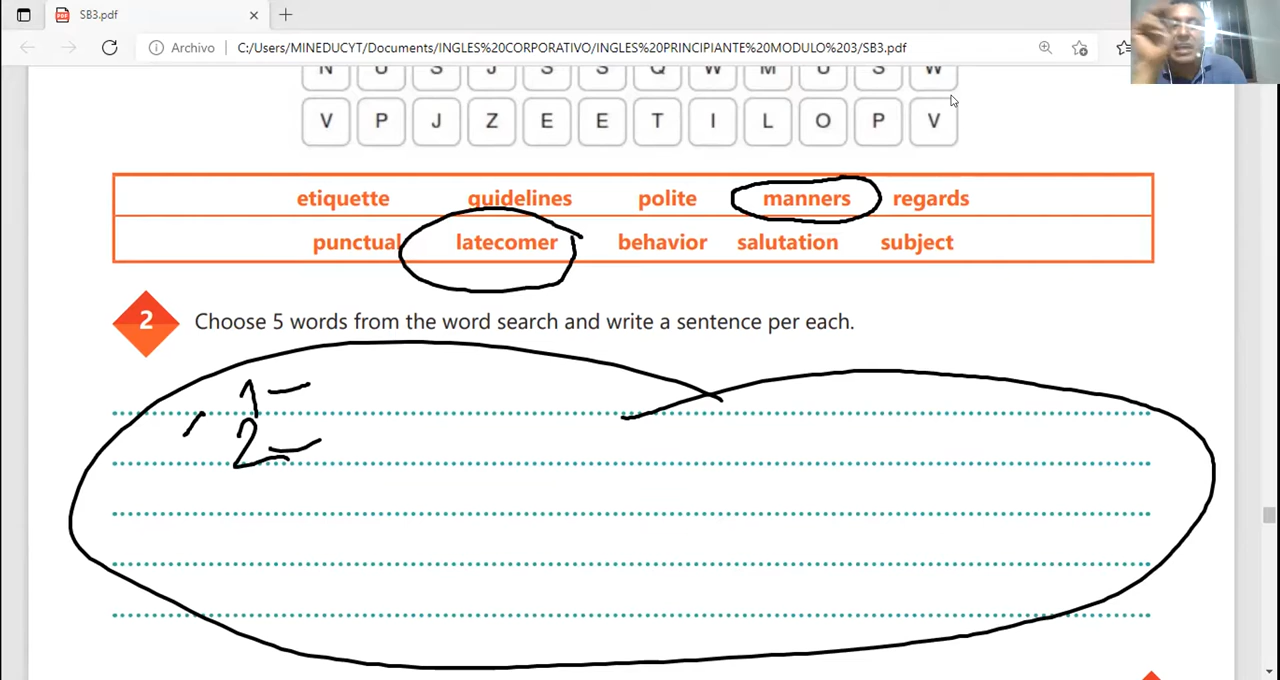 SB3.pdf
Archivo C:/Users/MINEDUCYT/Documents/INGLES%20CORPORATIVO/INGLES%20PRINCIPIANTE%20MODULO%203/SB3.pdf
N U S J S S Q W M U S W
V P J Z E E T I L O P V
etiquette guidelines polite manners regards
punctual latecomer behavior salutation subject
2 Choose 5 words from the word search and write a sentence per each.
1-
2-